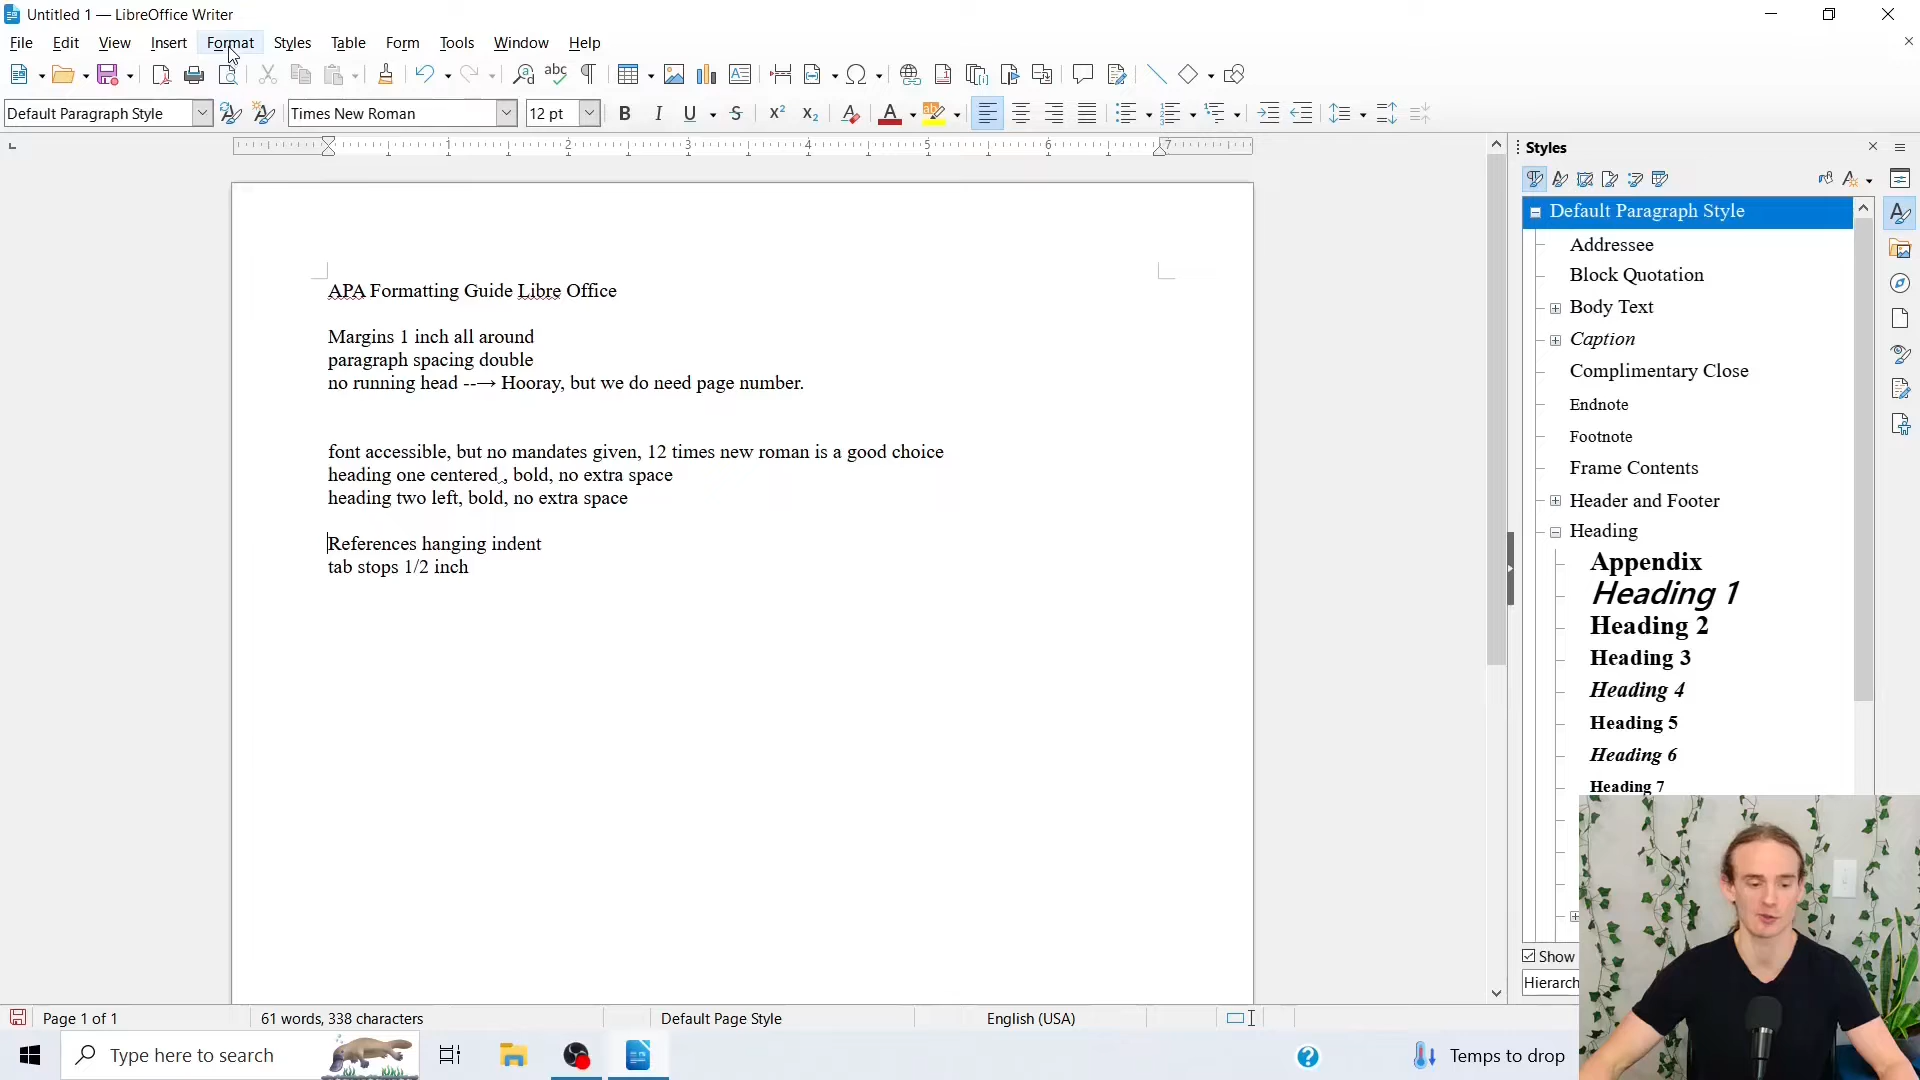 Untitled 1 — LibreOffice Writer
File Edit View Insert Format Styles Table Form Tools Window Help
Default Paragraph Style Times New Roman 12 pt
1 2 3 4 5 6 7
Styles
Default Paragraph Style
Addressee
Block Quotation
Body Text
Caption
Complimentary Close
Endnote
Footnote
Frame Contents
Header and Footer
Heading
Appendix
Heading 1
Heading 2
Heading 3
Heading 4
Heading 5
Heading 6
Heading 7
Show
Hierarch
APA Formatting Guide Libre Office
Margins 1 inch all around
paragraph spacing double
no running head --→ Hooray, but we do need page number.
font accessible, but no mandates given, 12 times new roman is a good choice
heading one centered , bold, no extra space
heading two left, bold, no extra space
References hanging indent
tab stops 1/2 inch
Page 1 of 1 61 words, 338 characters Default Page Style English (USA)
Type here to search Temps to drop